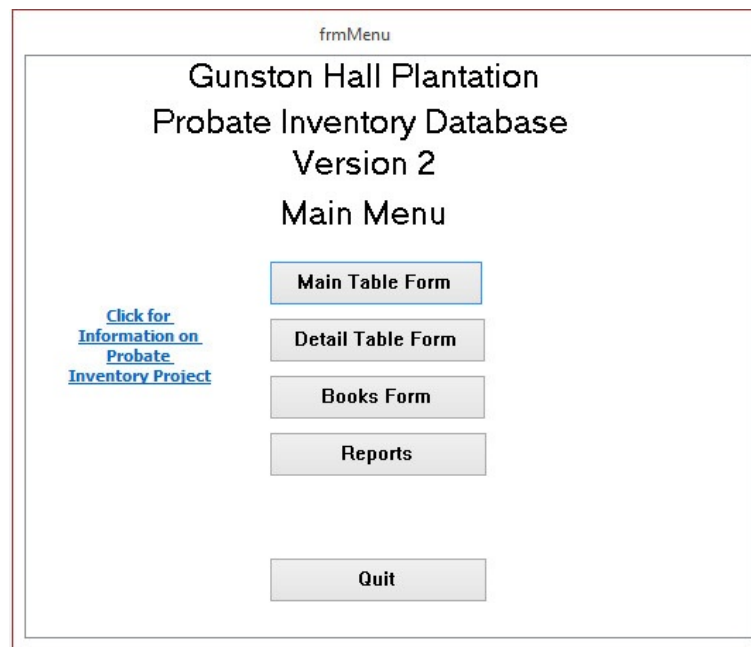 frmMenu
Gunston Hall Plantation
Probate Inventory Database
Version 2
Main Menu
Main Table Form
Click for
Information on
Probate
Inventory Project
Detail Table Form
Books Form
Reports
Quit